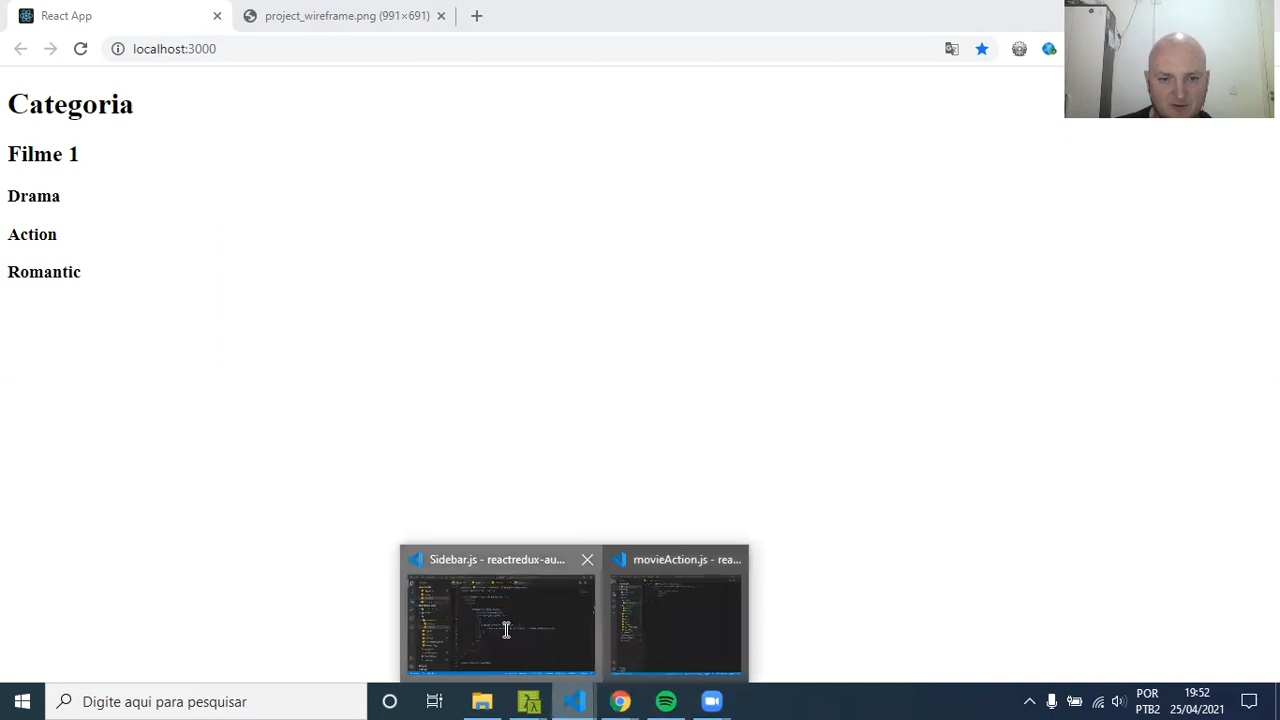 React App
project_wireframe.png (991×691)
localhost:3000
Categoria
Filme 1
Drama
Action
Romantic
Sidebar.js - reactredux-au...
movieAction.js - rea...
Digite aqui para pesquisar
POR
PTB2
19:52
25/04/2021